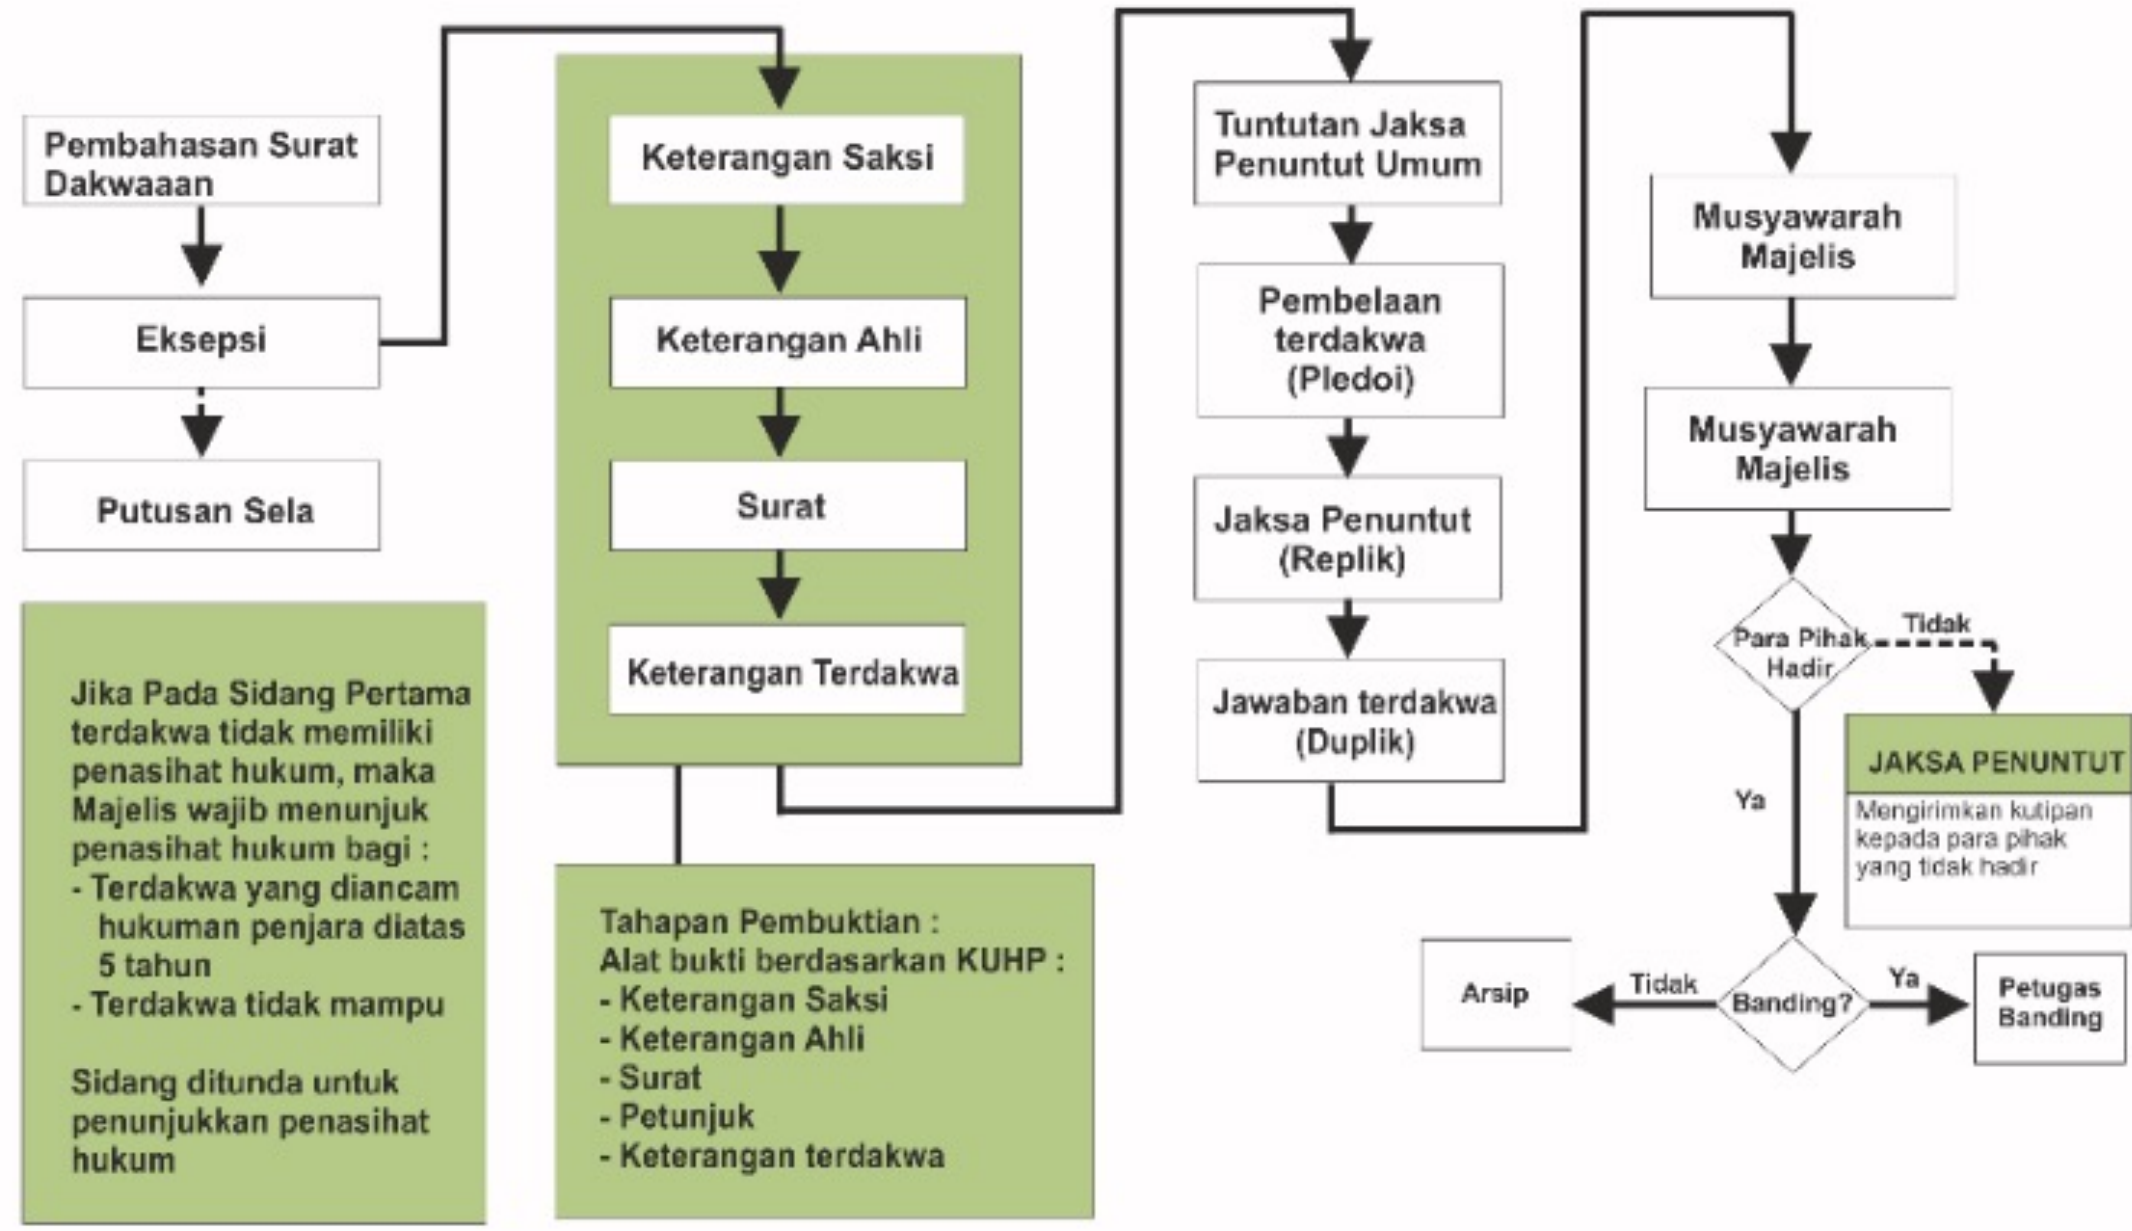 Pembahasan Surat
Dakwaaan
Eksepsi
Putusan Sela
Jika Pada Sidang Pertama
terdakwa tidak memiliki
penasihat hukum, maka
Majelis wajib menunjuk
penasihat hukum bagi :
- Terdakwa yang diancam
hukuman penjara diatas
5 tahun
- Terdakwa tidak mampu
Sidang ditunda untuk
penunjukkan penasihat
hukum
Keterangan Saksi
Keterangan Ahli
Surat
Keterangan Terdakwa
Tahapan Pembuktian :
Alat bukti berdasarkan KUHP :
- Keterangan Saksi
- Keterangan Ahli
- Surat
- Petunjuk
- Keterangan terdakwa
Tuntutan Jaksa
Penuntut Umum
Pembelaan
terdakwa
(Pledoi)
Jaksa Penuntut
(Replik)
Jawaban terdakwa
(Duplik)
Musyawarah
Majelis
Musyawarah
Majelis
Para Pihak
Hadir
Tidak
JAKSA PENUNTUT
Mengirimkan kutipan
kepada para pihak
yang tidak hadir
Ya
Banding?
Tidak
Arsip
Ya
Petugas
Banding